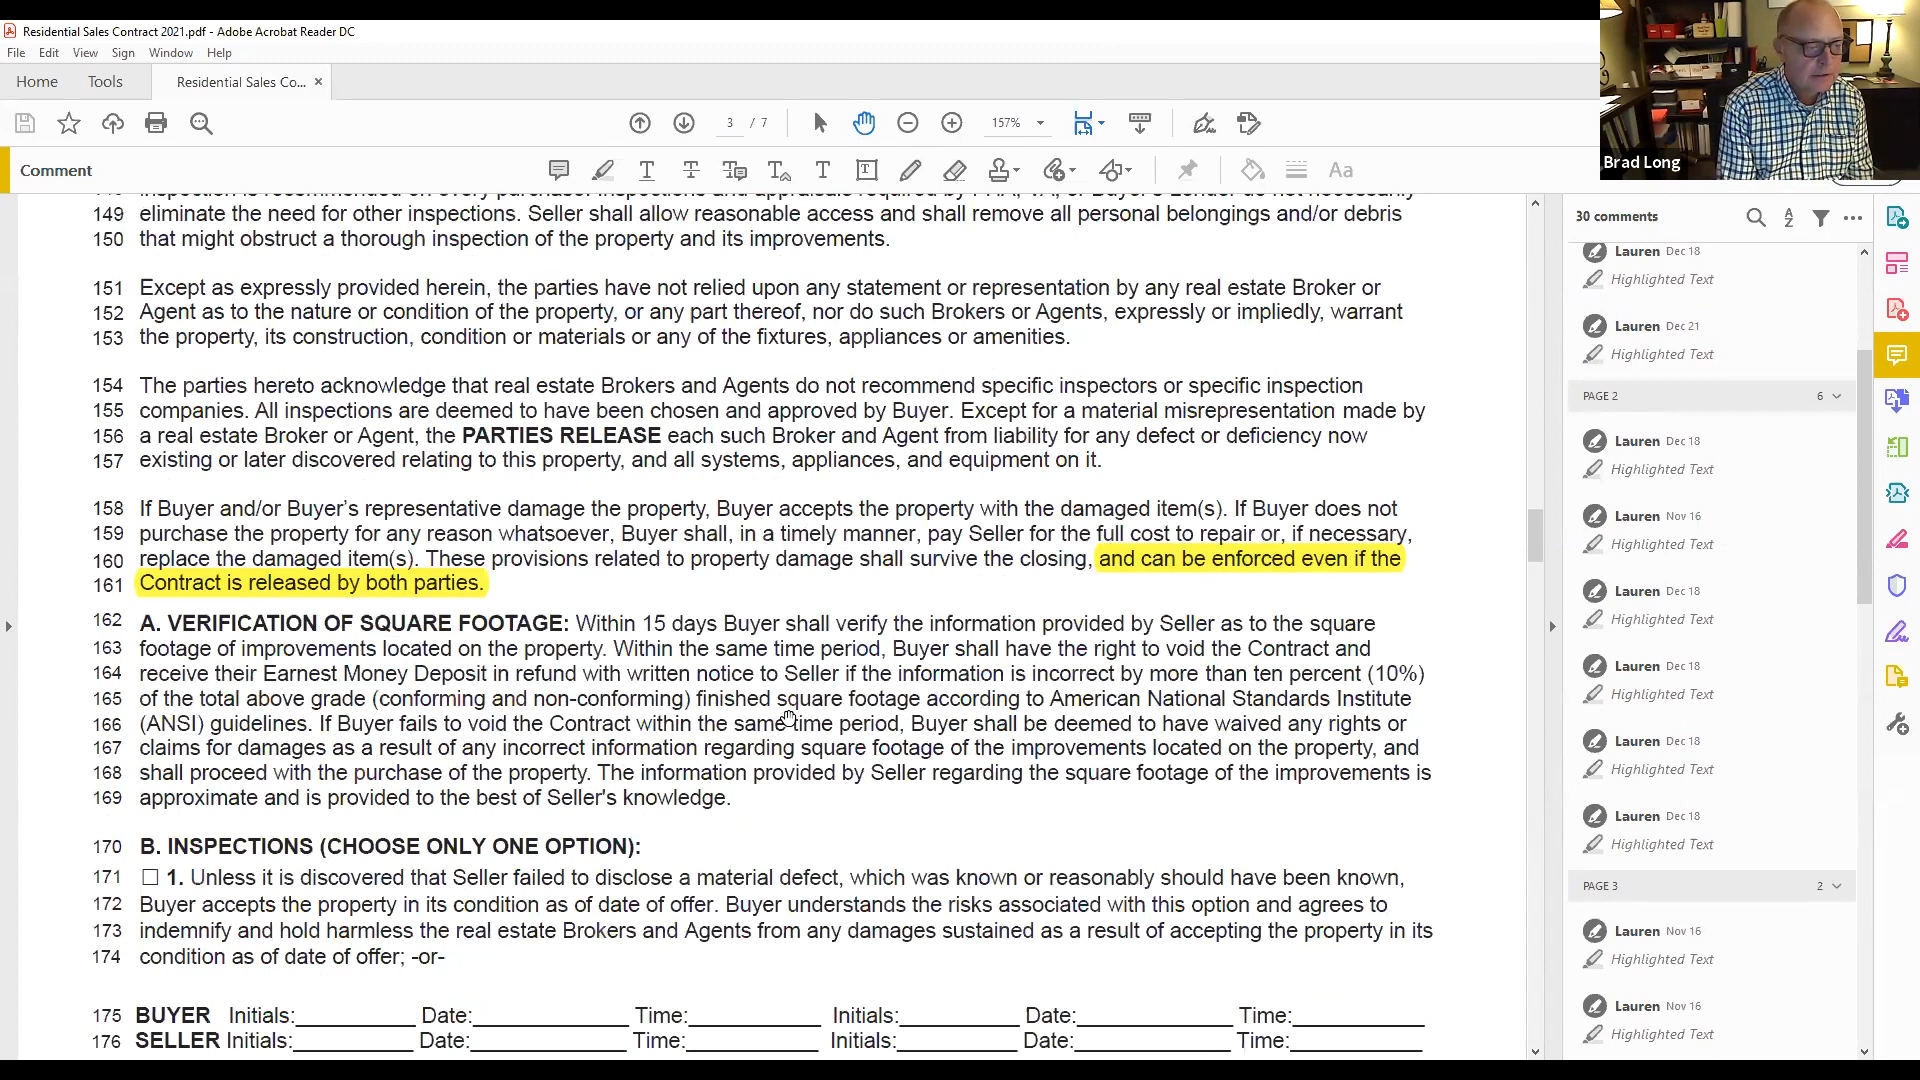 Residential Sales Contract 2021.pdf - Adobe Acrobat Reader DC
File Edit View Sign Window Help
Home Tools Residential Sales Co... ×
3 / 7 157%
Comment
Brad Long
149 eliminate the need for other inspections. Seller shall allow reasonable access and shall remove all personal belongings and/or debris
150 that might obstruct a thorough inspection of the property and its improvements.
151 Except as expressly provided herein, the parties have not relied upon any statement or representation by any real estate Broker or
152 Agent as to the nature or condition of the property, or any part thereof, nor do such Brokers or Agents, expressly or impliedly, warrant
153 the property, its construction, condition or materials or any of the fixtures, appliances or amenities.
154 The parties hereto acknowledge that real estate Brokers and Agents do not recommend specific inspectors or specific inspection
155 companies. All inspections are deemed to have been chosen and approved by Buyer. Except for a material misrepresentation made by
156 a real estate Broker or Agent, the PARTIES RELEASE each such Broker and Agent from liability for any defect or deficiency now
157 existing or later discovered relating to this property, and all systems, appliances, and equipment on it.
158 If Buyer and/or Buyer's representative damage the property, Buyer accepts the property with the damaged item(s). If Buyer does not
159 purchase the property for any reason whatsoever, Buyer shall, in a timely manner, pay Seller for the full cost to repair or, if necessary,
160 replace the damaged item(s). These provisions related to property damage shall survive the closing, and can be enforced even if the
161 Contract is released by both parties.
162 A. VERIFICATION OF SQUARE FOOTAGE: Within 15 days Buyer shall verify the information provided by Seller as to the square
163 footage of improvements located on the property. Within the same time period, Buyer shall have the right to void the Contract and
164 receive their Earnest Money Deposit in refund with written notice to Seller if the information is incorrect by more than ten percent (10%)
165 of the total above grade (conforming and non-conforming) finished square footage according to American National Standards Institute
166 (ANSI) guidelines. If Buyer fails to void the Contract within the same time period, Buyer shall be deemed to have waived any rights or
167 claims for damages as a result of any incorrect information regarding square footage of the improvements located on the property, and
168 shall proceed with the purchase of the property. The information provided by Seller regarding the square footage of the improvements is
169 approximate and is provided to the best of Seller's knowledge.
170 B. INSPECTIONS (CHOOSE ONLY ONE OPTION):
171 ☐ 1. Unless it is discovered that Seller failed to disclose a material defect, which was known or reasonably should have been known,
172 Buyer accepts the property in its condition as of date of offer. Buyer understands the risks associated with this option and agrees to
173 indemnify and hold harmless the real estate Brokers and Agents from any damages sustained as a result of accepting the property in its
174 condition as of date of offer; -or-
175 BUYER Initials:__________ Date:_____________ Time:___________ Initials:__________ Date:_____________ Time:___________
176 SELLER Initials:__________ Date:_____________ Time:___________ Initials:__________ Date:_____________ Time:___________
30 comments
Lauren Dec 18
Highlighted Text
Lauren Dec 21
Highlighted Text
PAGE 2 6
Lauren Dec 18
Highlighted Text
Lauren Nov 16
Highlighted Text
Lauren Dec 18
Highlighted Text
Lauren Dec 18
Highlighted Text
Lauren Dec 18
Highlighted Text
Lauren Dec 18
Highlighted Text
PAGE 3 2
Lauren Nov 16
Highlighted Text
Lauren Nov 16
Highlighted Text